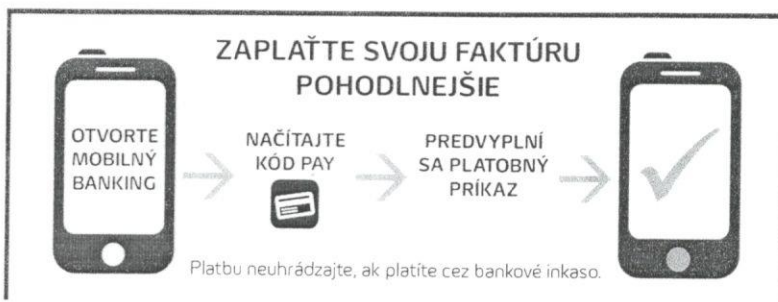 ZAPLAŤTE SVOJU FAKTÚRU
POHODLNEJŠIE
OTVORTE
MOBILNÝ
BANKING
NAČÍTAJTE
KÓD PAY
PREDVYPLNÍ
SA PLATOBNÝ
PRÍKAZ
Platbu neuhrádzajte, ak platíte cez bankové inkaso.